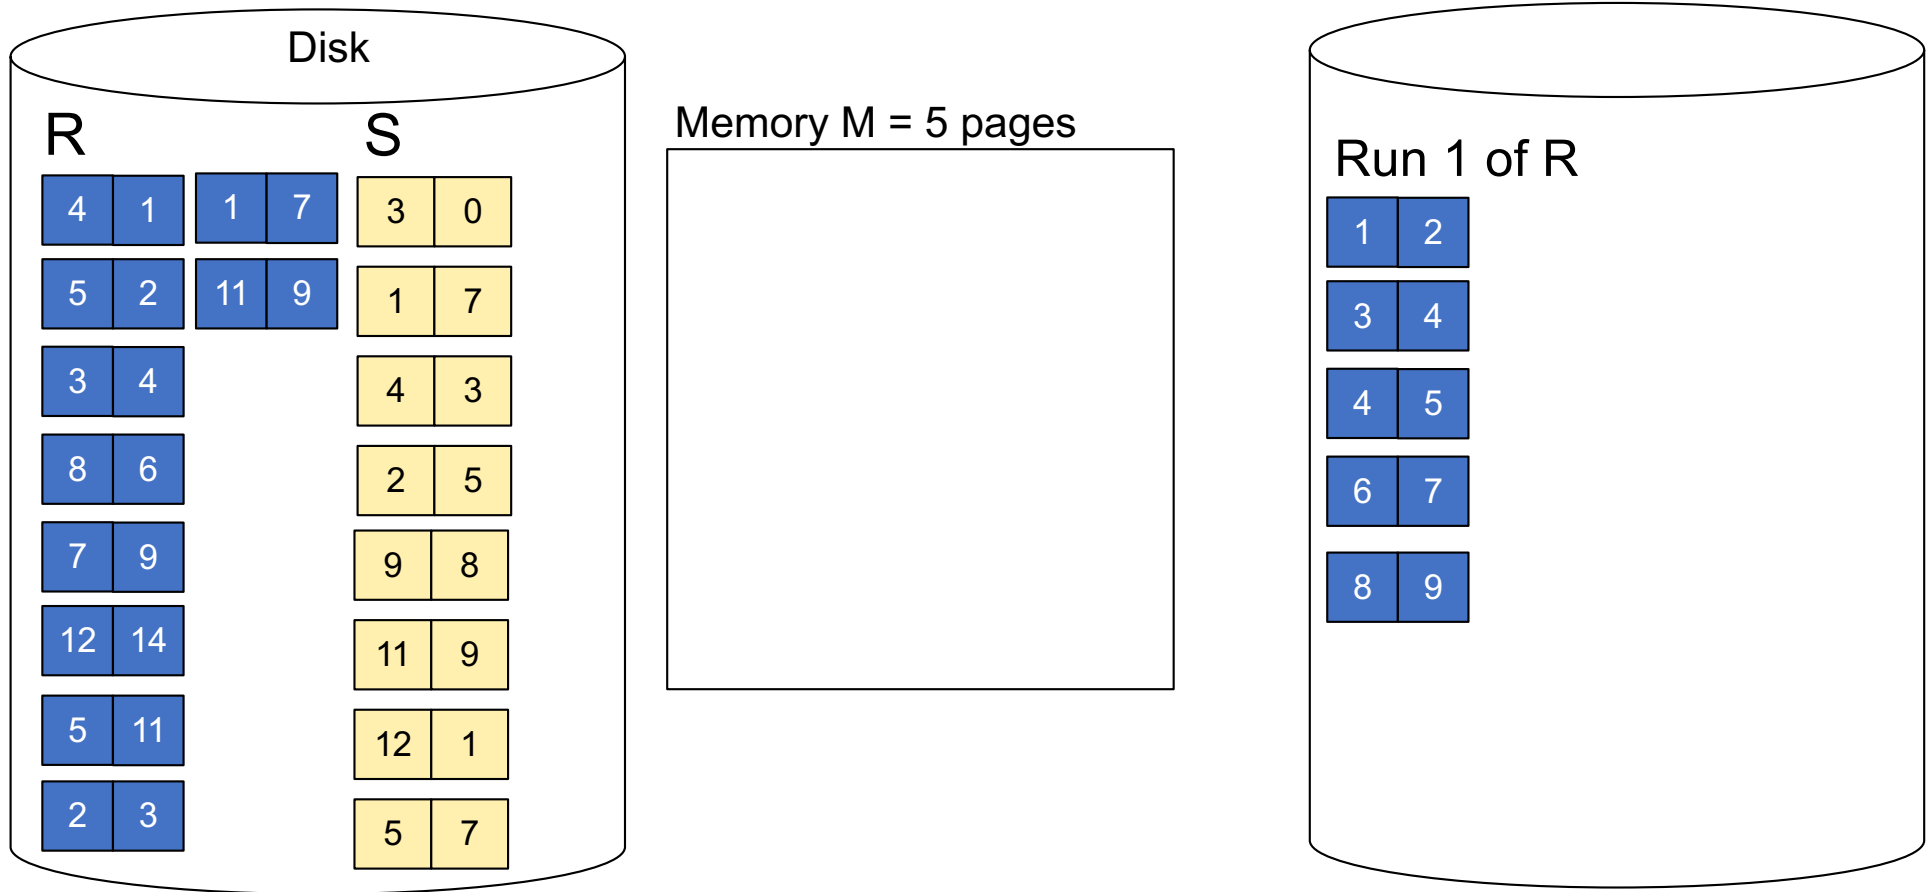 Disk
Memory M = 5 pages
R S
Run 1 of R
4 1 1 7 3 0
1 2
5 2 11 9 1 7
3 4
3 4 4 3
4 5
8 6 2 5
6 7
7 9 9 8
8 9
12 14 11 9
5 11 12 1
2 3 5 7